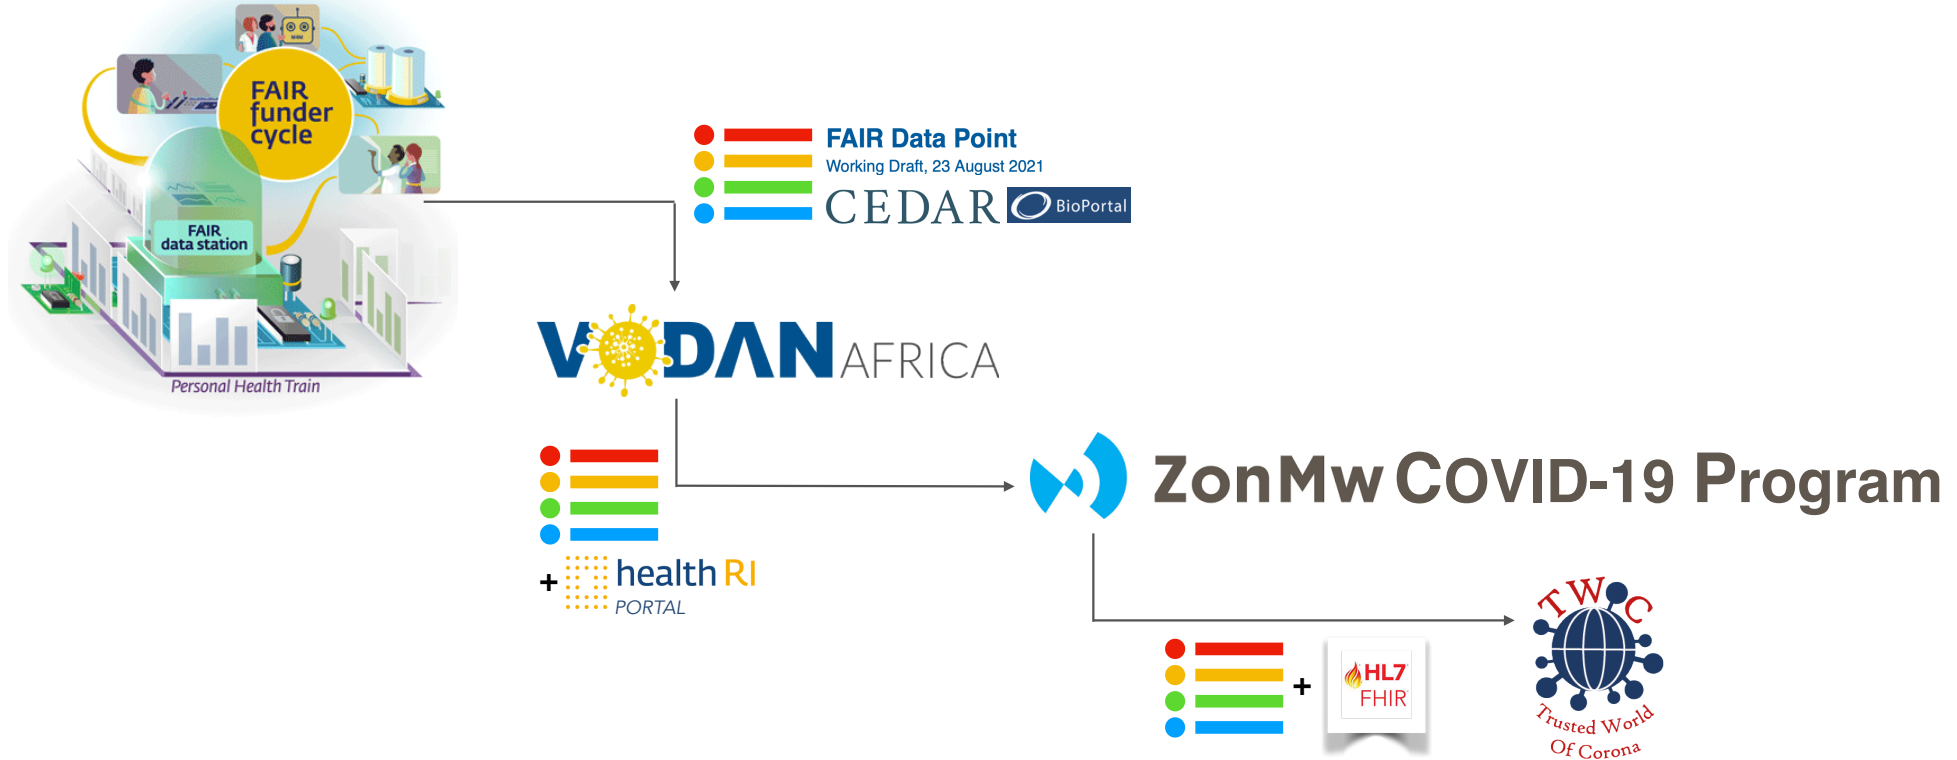 FAIR
funder
cycle
FAIR
data station
Personal Health Train
FAIR Data Point
Working Draft, 23 August 2021
CEDAR BioPortal
VODAN AFRICA
+ health RI
PORTAL
ZonMw COVID-19 Program
+ HL7
FHIR
TWC
Trusted World
Of Corona